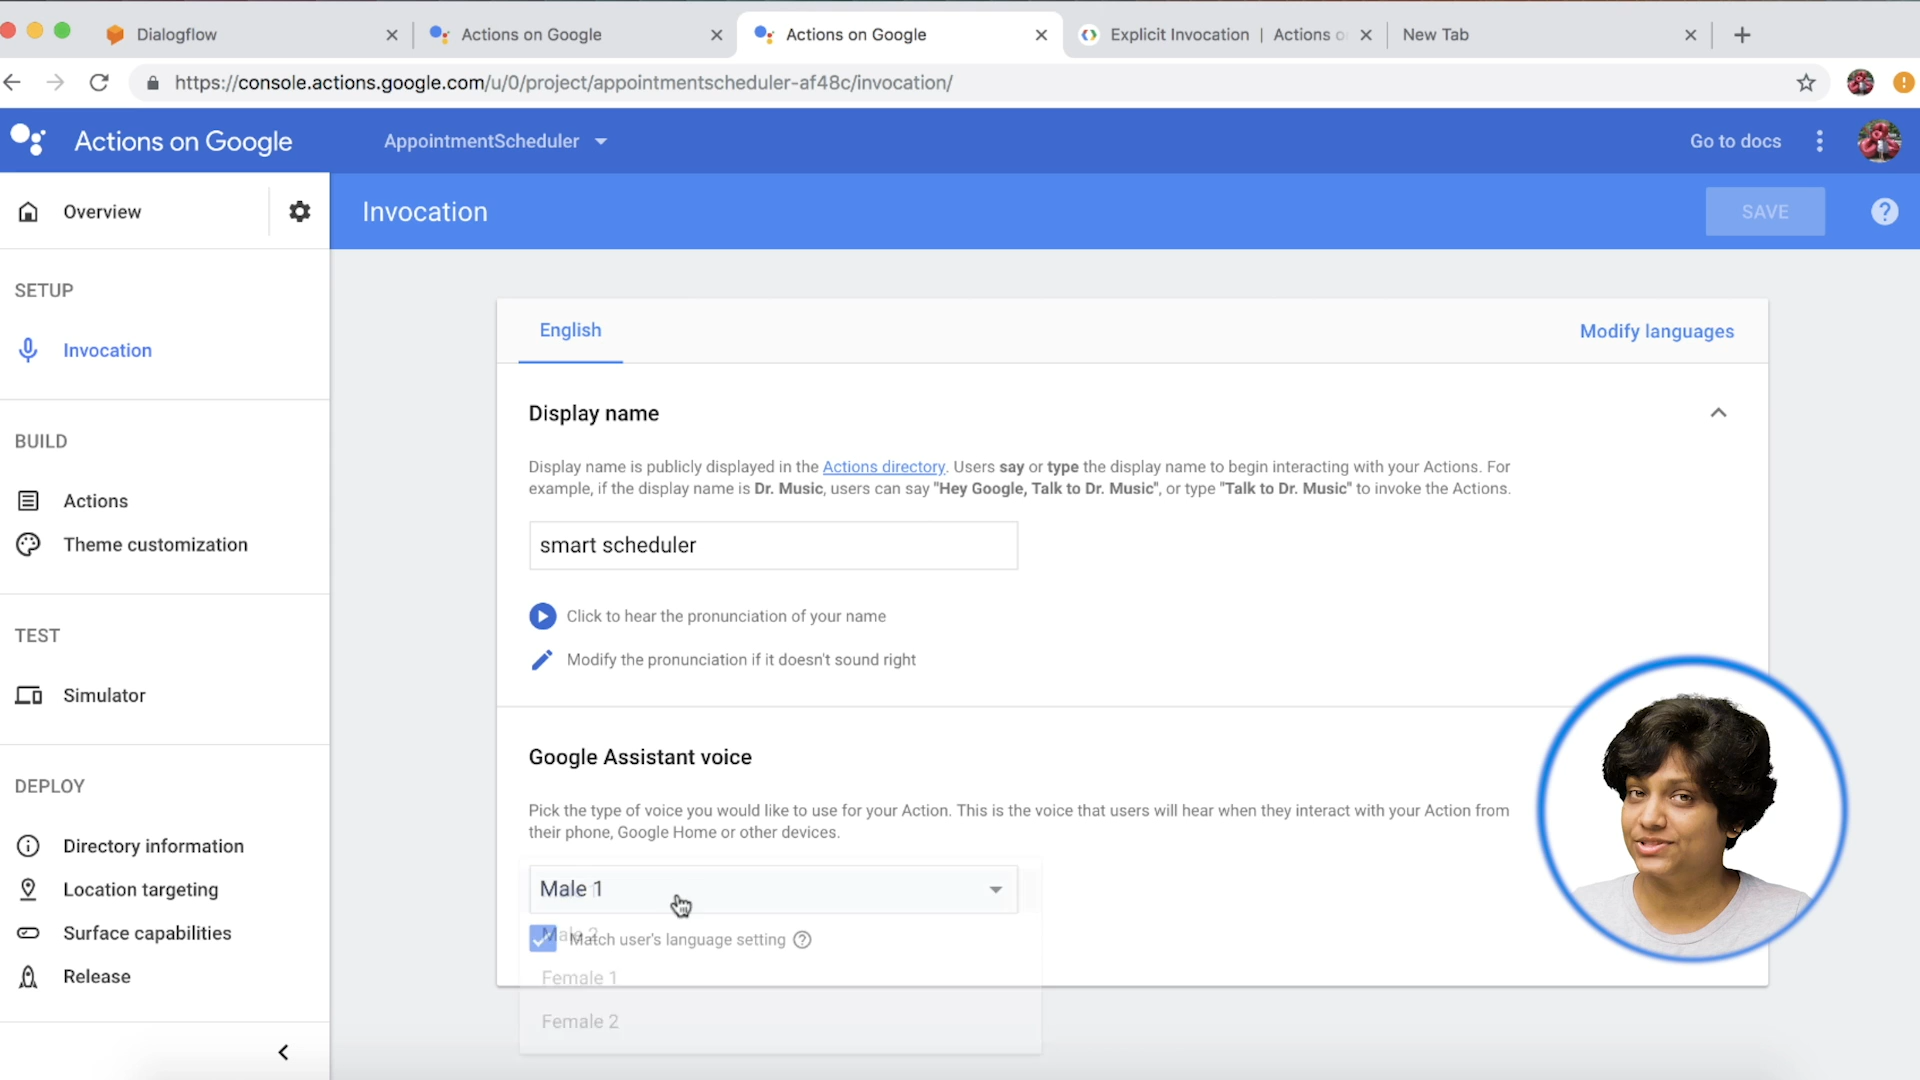 Dialogflow
Actions on Google
Actions on Google
Explicit Invocation | Actions o
New Tab
https://console.actions.google.com/u/0/project/appointmentscheduler-af48c/invocation/
Actions on Google
AppointmentScheduler
Go to docs
Overview
Invocation
SAVE
SETUP
Invocation
BUILD
Actions
Theme customization
TEST
Simulator
DEPLOY
Directory information
Location targeting
Surface capabilities
Release
English
Modify languages
Display name
Display name is publicly displayed in the Actions directory. Users say or type the display name to begin interacting with your Actions. For
example, if the display name is Dr. Music, users can say "Hey Google, Talk to Dr. Music", or type "Talk to Dr. Music" to invoke the Actions.
smart scheduler
Click to hear the pronunciation of your name
Modify the pronunciation if it doesn't sound right
Google Assistant voice
Pick the type of voice you would like to use for your Action. This is the voice that users will hear when they interact with your Action from
their phone, Google Home or other devices.
Male 1
Male 2
Match user's language setting
Female 1
Female 2